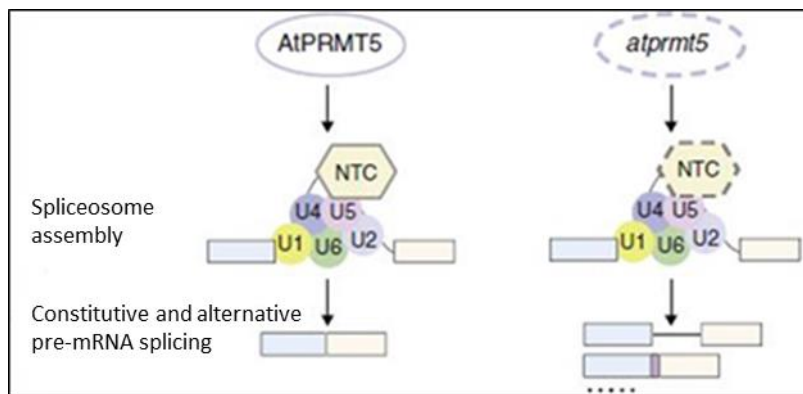 AtPRMT5
atprmt5
NTC
NTC
Spliceosome
assembly
U4 U5
U1 U6 U2
U4 U5
U1 U6 U2
Constitutive and alternative
pre-mRNA splicing